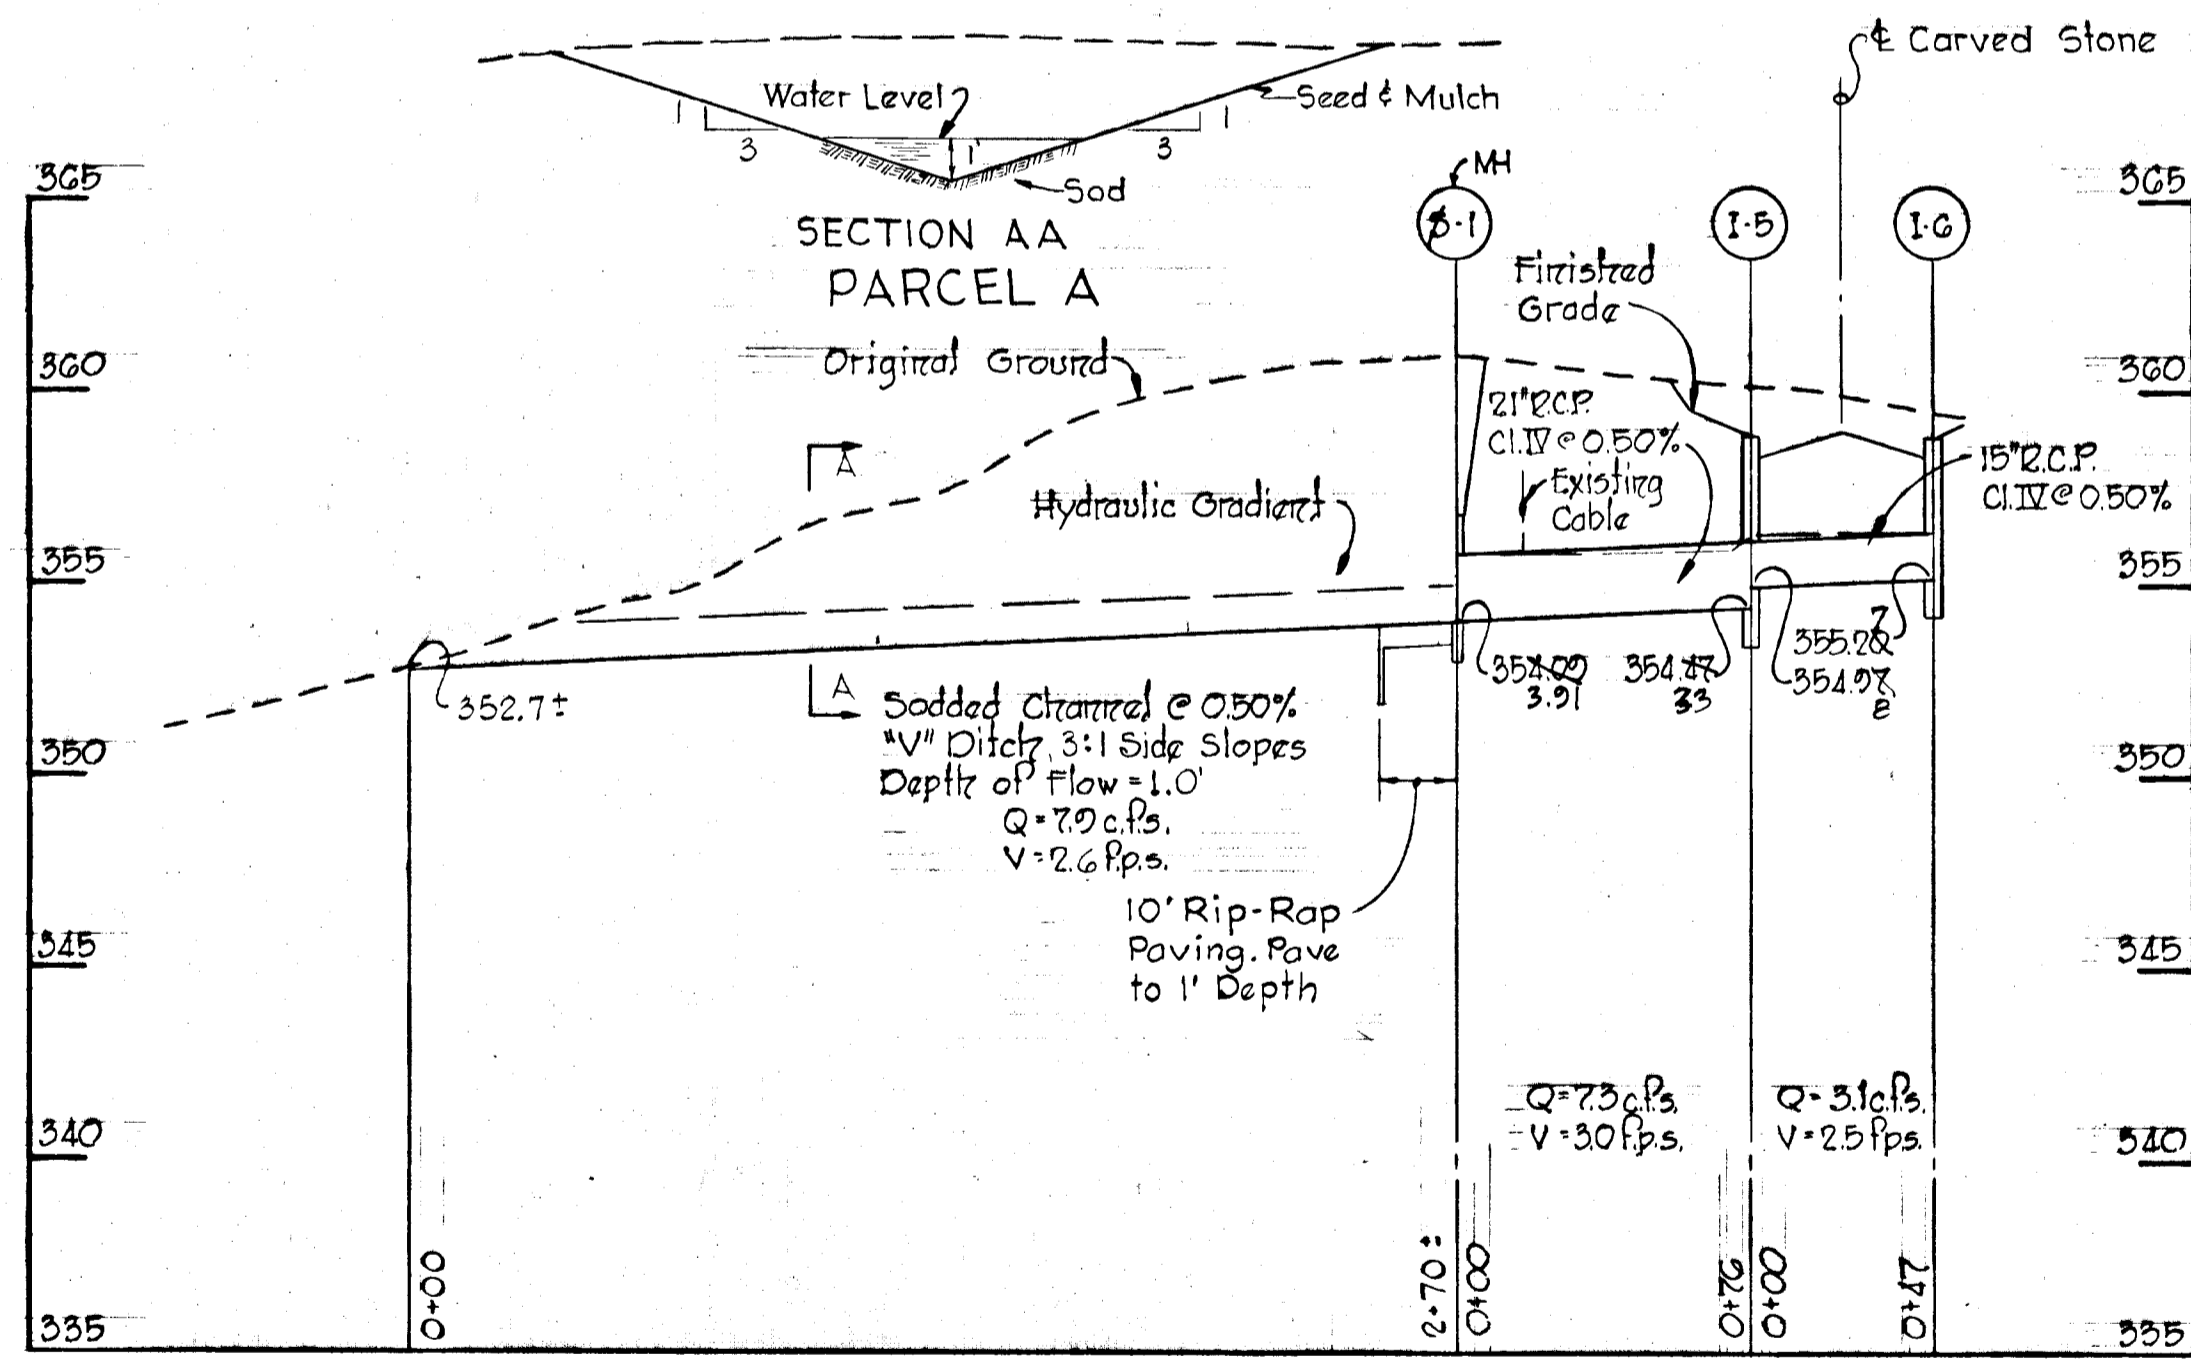 ℄ Carved Stone
Water Level
Seed & Mulch
1
3
1'
3
1
Sod
SECTION AA
PARCEL A
MH
S-1
I-5
I-6
365
360
355
350
345
340
335
365
360
355
350
345
340
335
Finished
Grade
Original Ground
21" R.C.P.
Cl. IV @ 0.50%
Existing
Cable
15" R.C.P.
Cl. IV @ 0.50%
A
Hydraulic Gradient
352.7±
A
Sodded Channel @ 0.50%
"V" Ditch, 3:1 Side Slopes
Depth of Flow = 1.0'
Q = 7.9 c.f.s.
V = 2.6 f.p.s.
354.09
3.91
354.47
33
355.2
7
354.97
8
10' Rip-Rap
Paving. Pave
to 1' Depth
Q = 7.3 c.f.s.
V = 3.0 f.p.s.
Q = 3.1 c.f.s.
V = 2.5 f.p.s.
0+00
2+70±
0+00
0+76
0+00
0+47